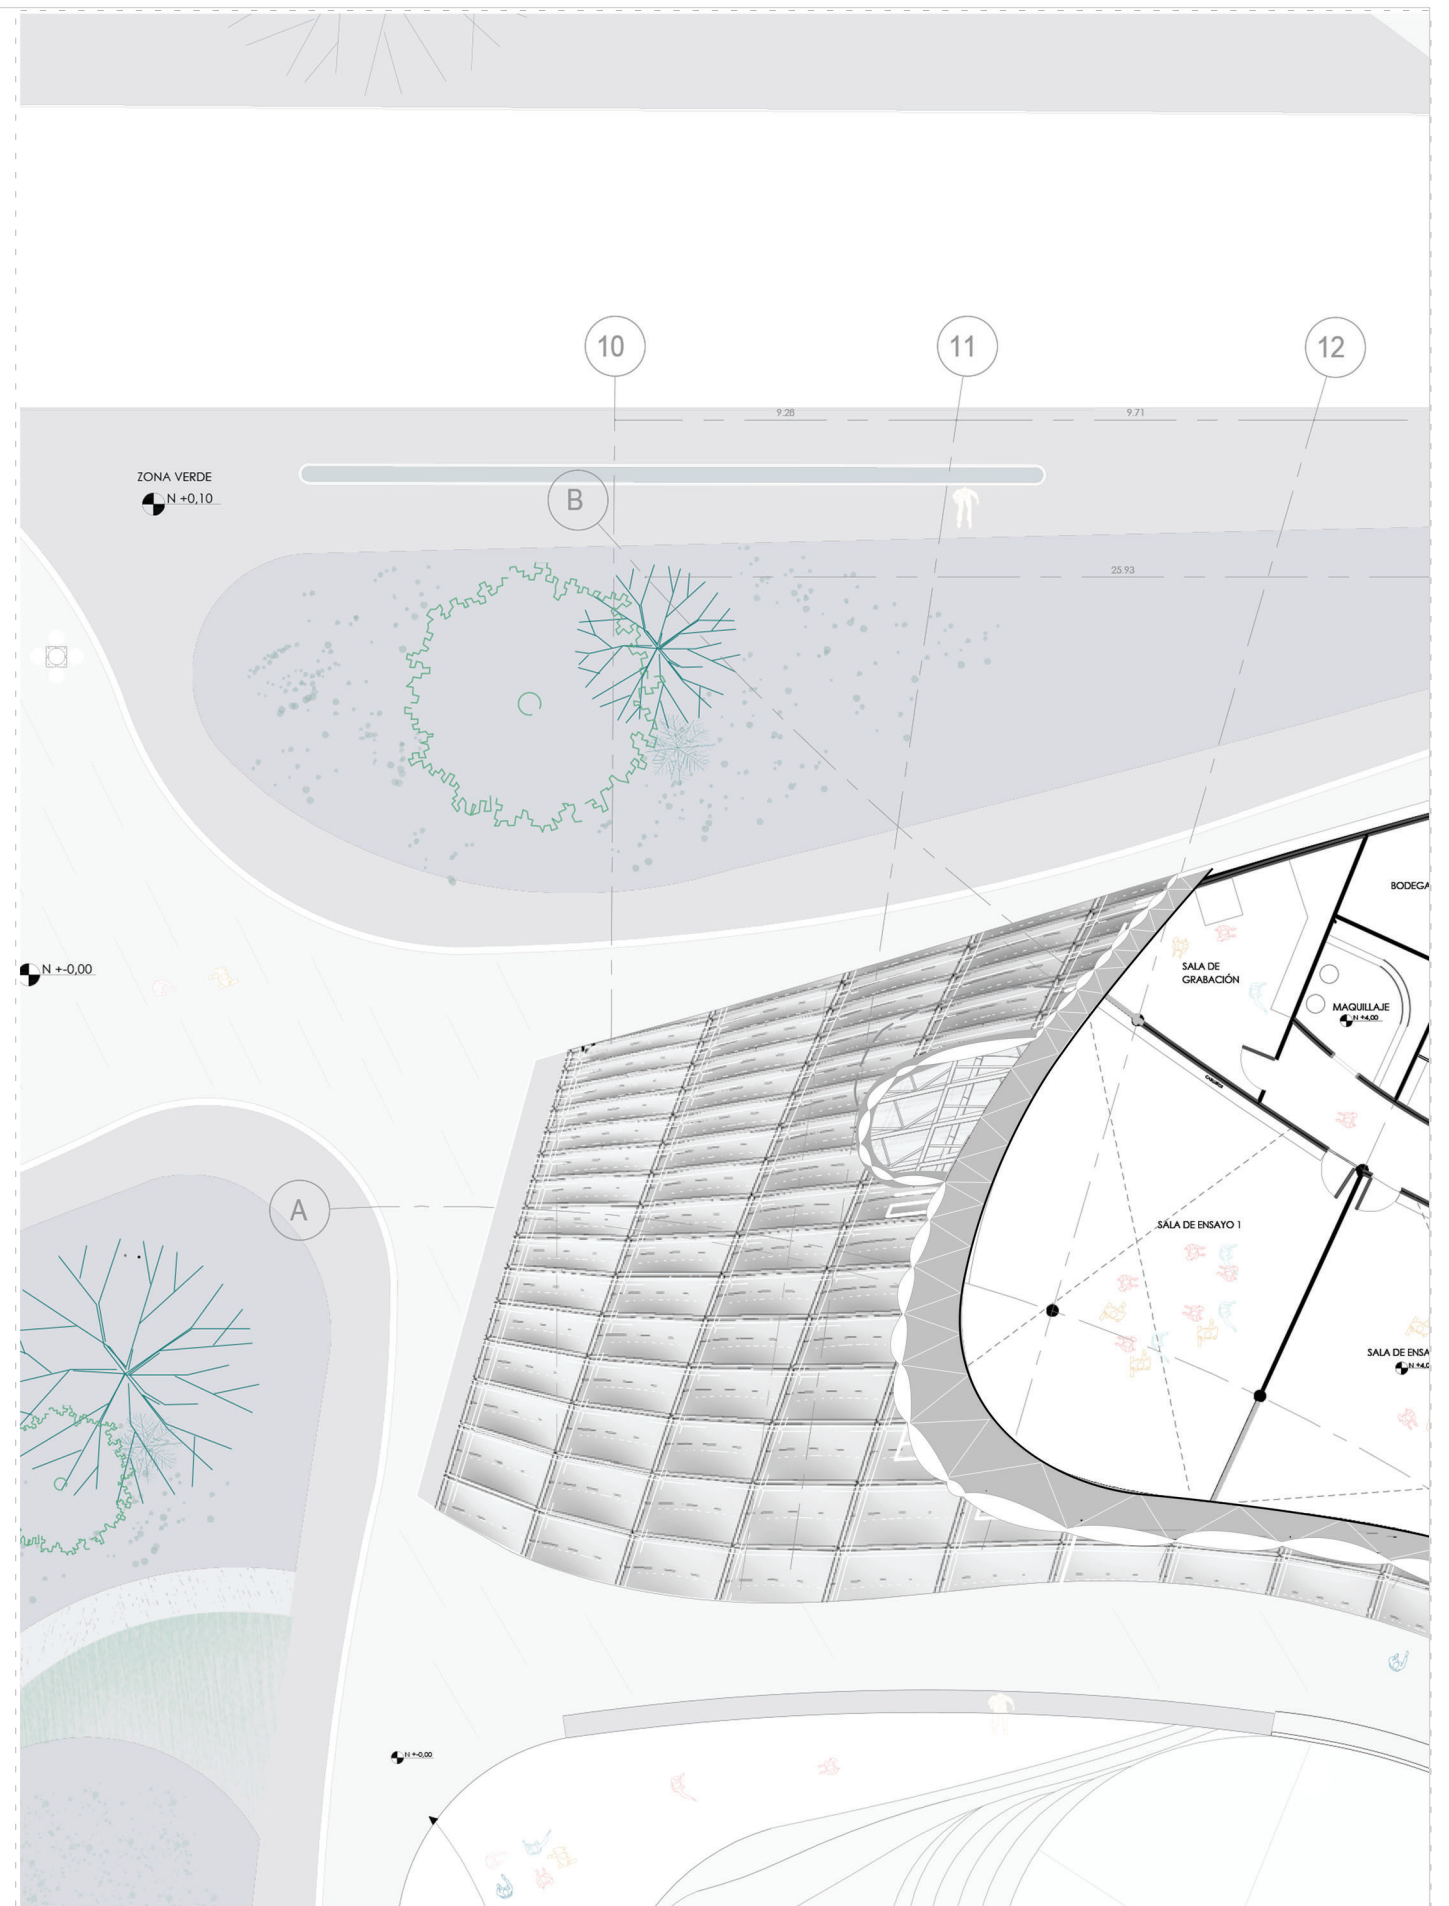 10
11
12
9.28
9.71
ZONA VERDE
N +0,10
B
25.93
BODEGA
SALA DE
GRABACIÓN
N +-0,00
MAQUILLAJE
N +4,00
A
SALA DE ENSAYO 1
SALA DE ENSA
N +4,0
N +-0,00